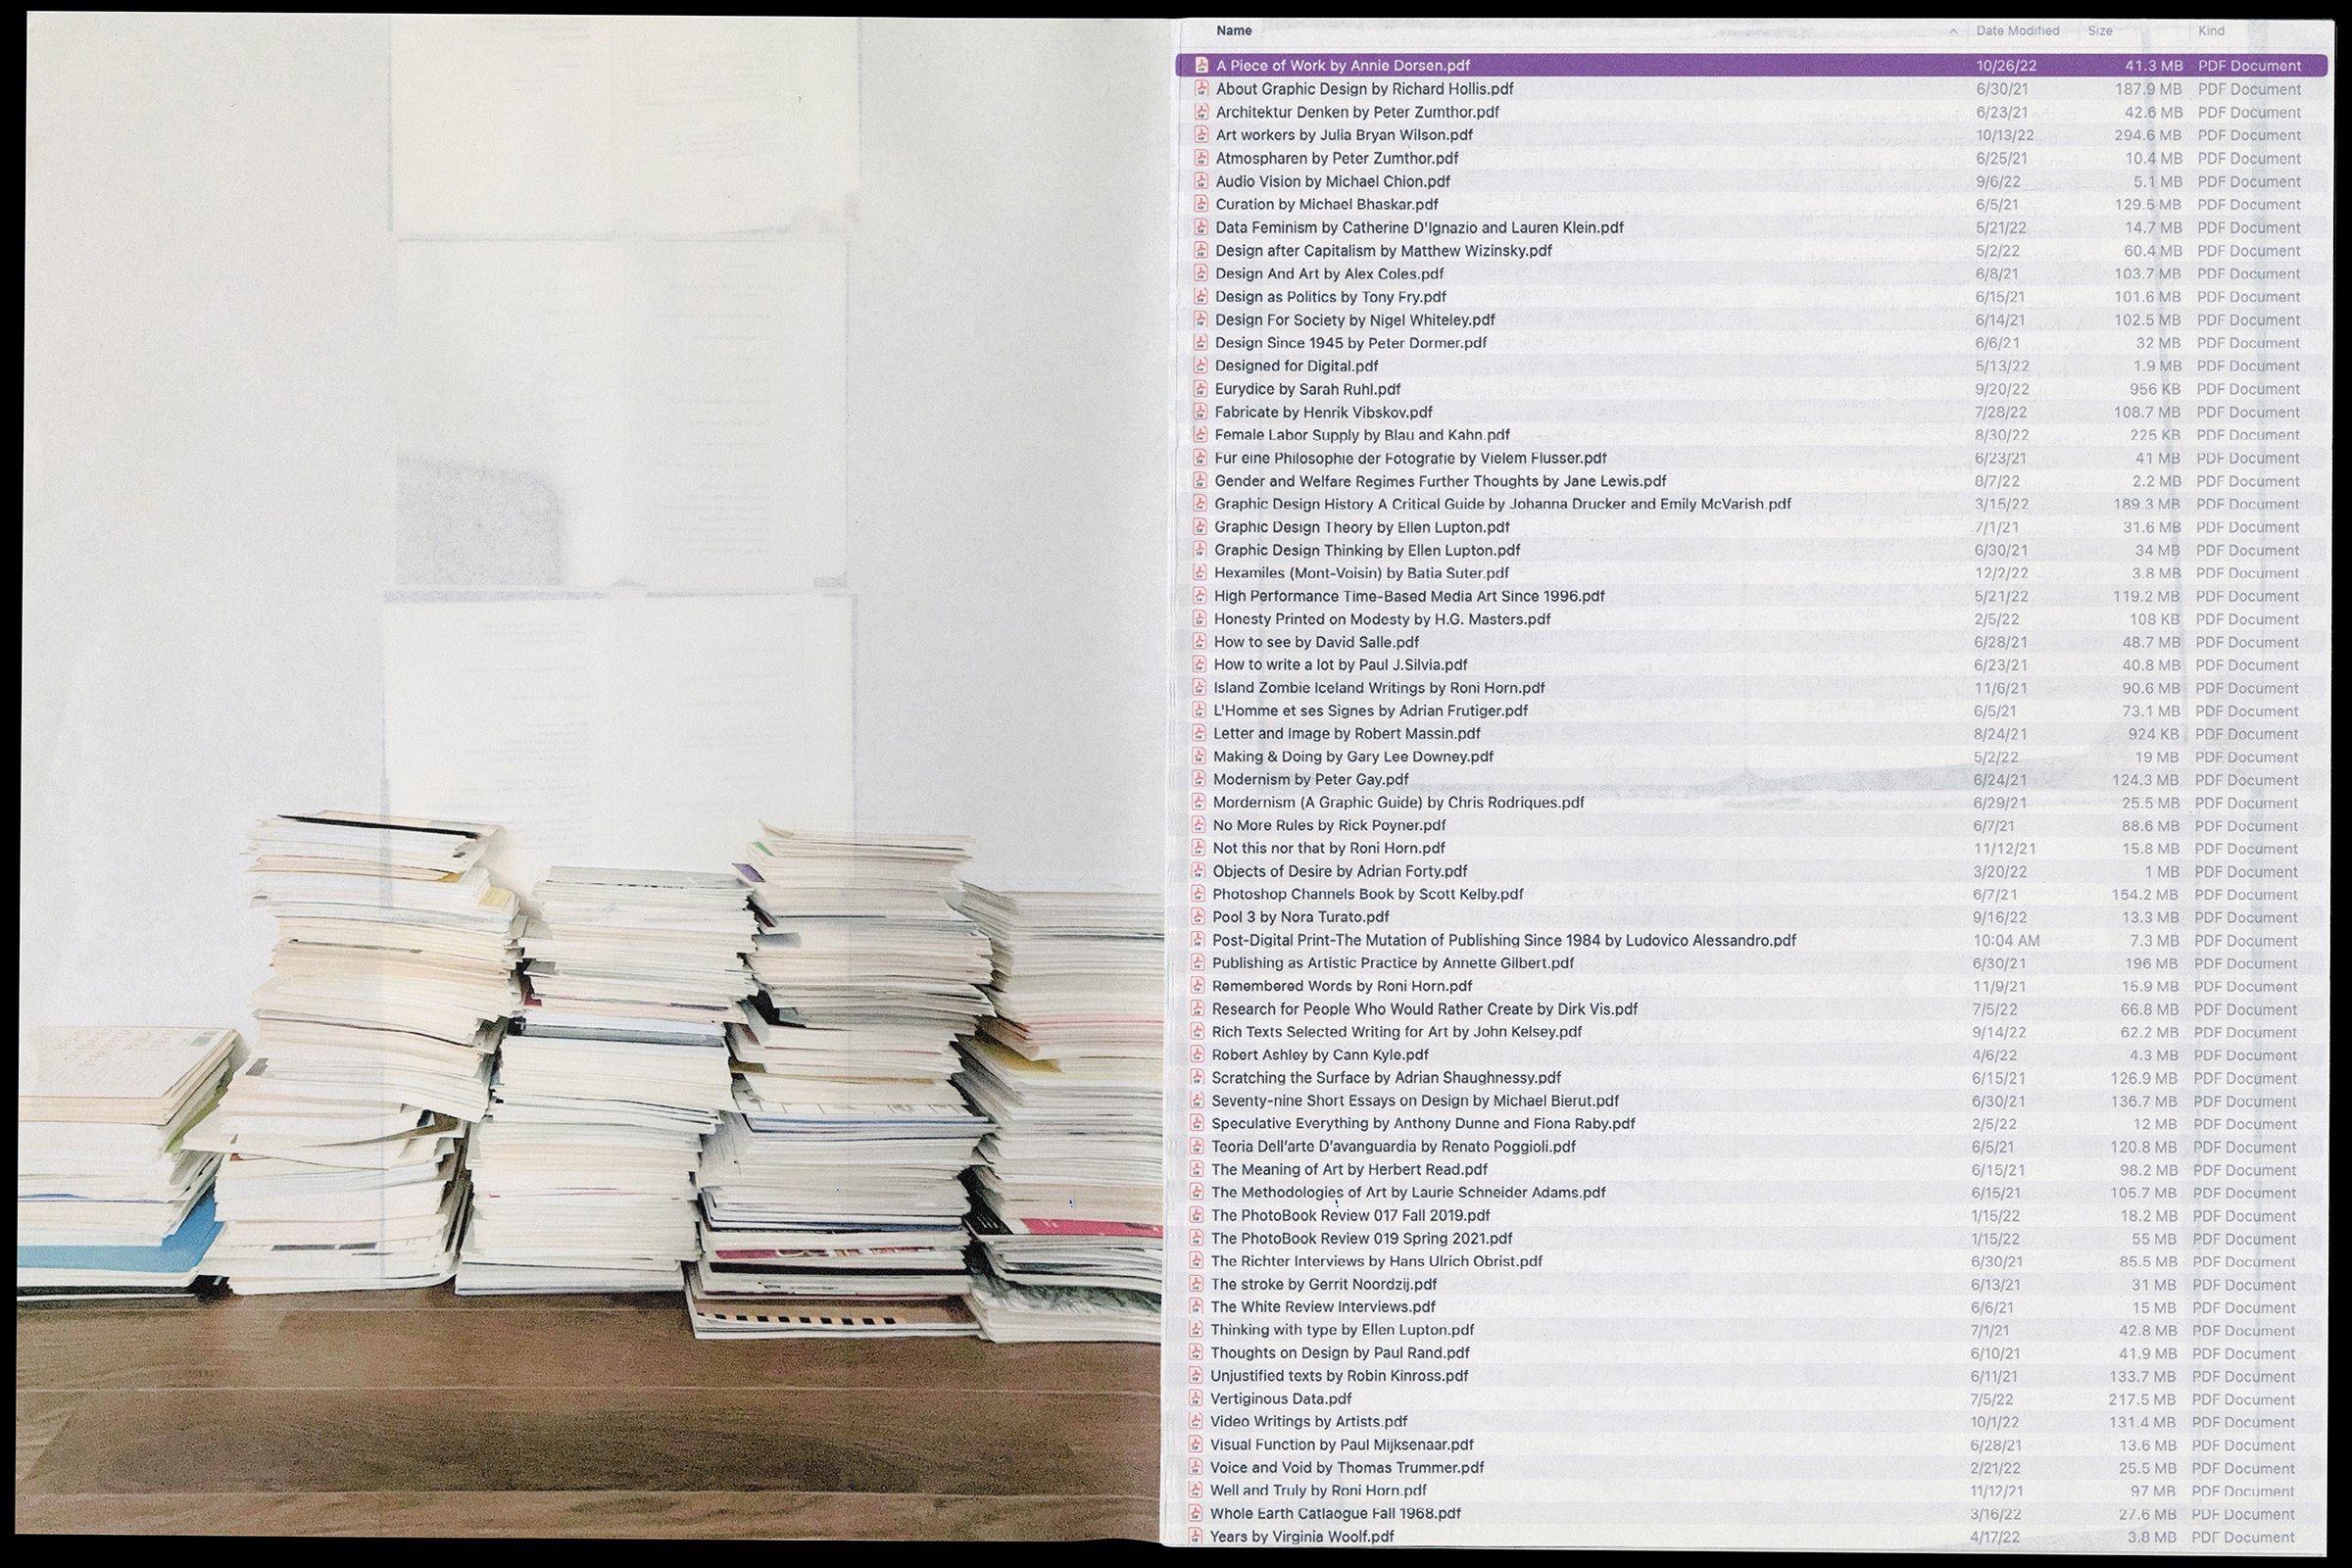 Name Date Modified Size Kind
A Piece of Work by Annie Dorsen.pdf 10/26/22 41.3 MB PDF Document
About Graphic Design by Richard Hollis.pdf 6/30/21 187.9 MB PDF Document
Architektur Denken by Peter Zumthor.pdf 6/23/21 42.6 MB PDF Document
Art workers by Julia Bryan Wilson.pdf 10/13/22 294.6 MB PDF Document
Atmospharen by Peter Zumthor.pdf 6/25/21 10.4 MB PDF Document
Audio Vision by Michael Chion.pdf 9/6/22 5.1 MB PDF Document
Curation by Michael Bhaskar.pdf 6/5/21 129.5 MB PDF Document
Data Feminism by Catherine D'Ignazio and Lauren Klein.pdf 5/21/22 14.7 MB PDF Document
Design after Capitalism by Matthew Wizinsky.pdf 5/2/22 60.4 MB PDF Document
Design And Art by Alex Coles.pdf 6/8/21 103.7 MB PDF Document
Design as Politics by Tony Fry.pdf 6/15/21 101.6 MB PDF Document
Design For Society by Nigel Whiteley.pdf 6/14/21 102.5 MB PDF Document
Design Since 1945 by Peter Dormer.pdf 6/6/21 32 MB PDF Document
Designed for Digital.pdf 5/13/22 1.9 MB PDF Document
Eurydice by Sarah Ruhl.pdf 9/20/22 956 KB PDF Document
Fabricate by Henrik Vibskov.pdf 7/28/22 108.7 MB PDF Document
Female Labor Supply by Blau and Kahn.pdf 8/30/22 225 KB PDF Document
Fur eine Philosophie der Fotografie by Vielem Flusser.pdf 6/23/21 41 MB PDF Document
Gender and Welfare Regimes Further Thoughts by Jane Lewis.pdf 8/7/22 2.2 MB PDF Document
Graphic Design History A Critical Guide by Johanna Drucker and Emily McVarish.pdf 3/15/22 189.3 MB PDF Document
Graphic Design Theory by Ellen Lupton.pdf 7/1/21 31.6 MB PDF Document
Graphic Design Thinking by Ellen Lupton.pdf 6/30/21 34 MB PDF Document
Hexamiles (Mont-Voisin) by Batia Suter.pdf 12/2/22 3.8 MB PDF Document
High Performance Time-Based Media Art Since 1996.pdf 5/21/22 119.2 MB PDF Document
Honesty Printed on Modesty by H.G. Masters.pdf 2/5/22 108 KB PDF Document
How to see by David Salle.pdf 6/28/21 48.7 MB PDF Document
How to write a lot by Paul J.Silvia.pdf 6/23/21 40.8 MB PDF Document
Island Zombie Iceland Writings by Roni Horn.pdf 11/6/21 90.6 MB PDF Document
L'Homme et ses Signes by Adrian Frutiger.pdf 6/5/21 73.1 MB PDF Document
Letter and Image by Robert Massin.pdf 8/24/21 924 KB PDF Document
Making & Doing by Gary Lee Downey.pdf 5/2/22 19 MB PDF Document
Modernism by Peter Gay.pdf 6/24/21 124.3 MB PDF Document
Mordernism (A Graphic Guide) by Chris Rodriques.pdf 6/29/21 25.5 MB PDF Document
No More Rules by Rick Poyner.pdf 6/7/21 88.6 MB PDF Document
Not this nor that by Roni Horn.pdf 11/12/21 15.8 MB PDF Document
Objects of Desire by Adrian Forty.pdf 3/20/22 1 MB PDF Document
Photoshop Channels Book by Scott Kelby.pdf 6/7/21 154.2 MB PDF Document
Pool 3 by Nora Turato.pdf 9/16/22 13.3 MB PDF Document
Post-Digital Print-The Mutation of Publishing Since 1984 by Ludovico Alessandro.pdf 10:04 AM 7.3 MB PDF Document
Publishing as Artistic Practice by Annette Gilbert.pdf 6/30/21 196 MB PDF Document
Remembered Words by Roni Horn.pdf 11/9/21 15.9 MB PDF Document
Research for People Who Would Rather Create by Dirk Vis.pdf 7/5/22 66.8 MB PDF Document
Rich Texts Selected Writing for Art by John Kelsey.pdf 9/14/22 62.2 MB PDF Document
Robert Ashley by Cann Kyle.pdf 4/6/22 4.3 MB PDF Document
Scratching the Surface by Adrian Shaughnessy.pdf 6/15/21 126.9 MB PDF Document
Seventy-nine Short Essays on Design by Michael Bierut.pdf 6/30/21 136.7 MB PDF Document
Speculative Everything by Anthony Dunne and Fiona Raby.pdf 2/5/22 12 MB PDF Document
Teoria Dell'arte D'avanguardia by Renato Poggioli.pdf 6/5/21 120.8 MB PDF Document
The Meaning of Art by Herbert Read.pdf 6/15/21 98.2 MB PDF Document
The Methodologies of Art by Laurie Schneider Adams.pdf 6/15/21 105.7 MB PDF Document
The PhotoBook Review 017 Fall 2019.pdf 1/15/22 18.2 MB PDF Document
The PhotoBook Review 019 Spring 2021.pdf 1/15/22 55 MB PDF Document
The Richter Interviews by Hans Ulrich Obrist.pdf 6/30/21 85.5 MB PDF Document
The stroke by Gerrit Noordzij.pdf 6/13/21 31 MB PDF Document
The White Review Interviews.pdf 6/6/21 15 MB PDF Document
Thinking with type by Ellen Lupton.pdf 7/1/21 42.8 MB PDF Document
Thoughts on Design by Paul Rand.pdf 6/10/21 41.9 MB PDF Document
Unjustified texts by Robin Kinross.pdf 6/11/21 133.7 MB PDF Document
Vertiginous Data.pdf 7/5/22 217.5 MB PDF Document
Video Writings by Artists.pdf 10/1/22 131.4 MB PDF Document
Visual Function by Paul Mijksenaar.pdf 6/28/21 13.6 MB PDF Document
Voice and Void by Thomas Trummer.pdf 2/21/22 25.5 MB PDF Document
Well and Truly by Roni Horn.pdf 11/12/21 97 MB PDF Document
Whole Earth Catlaogue Fall 1968.pdf 3/16/22 27.6 MB PDF Document
Years by Virginia Woolf.pdf 4/17/22 3.8 MB PDF Document